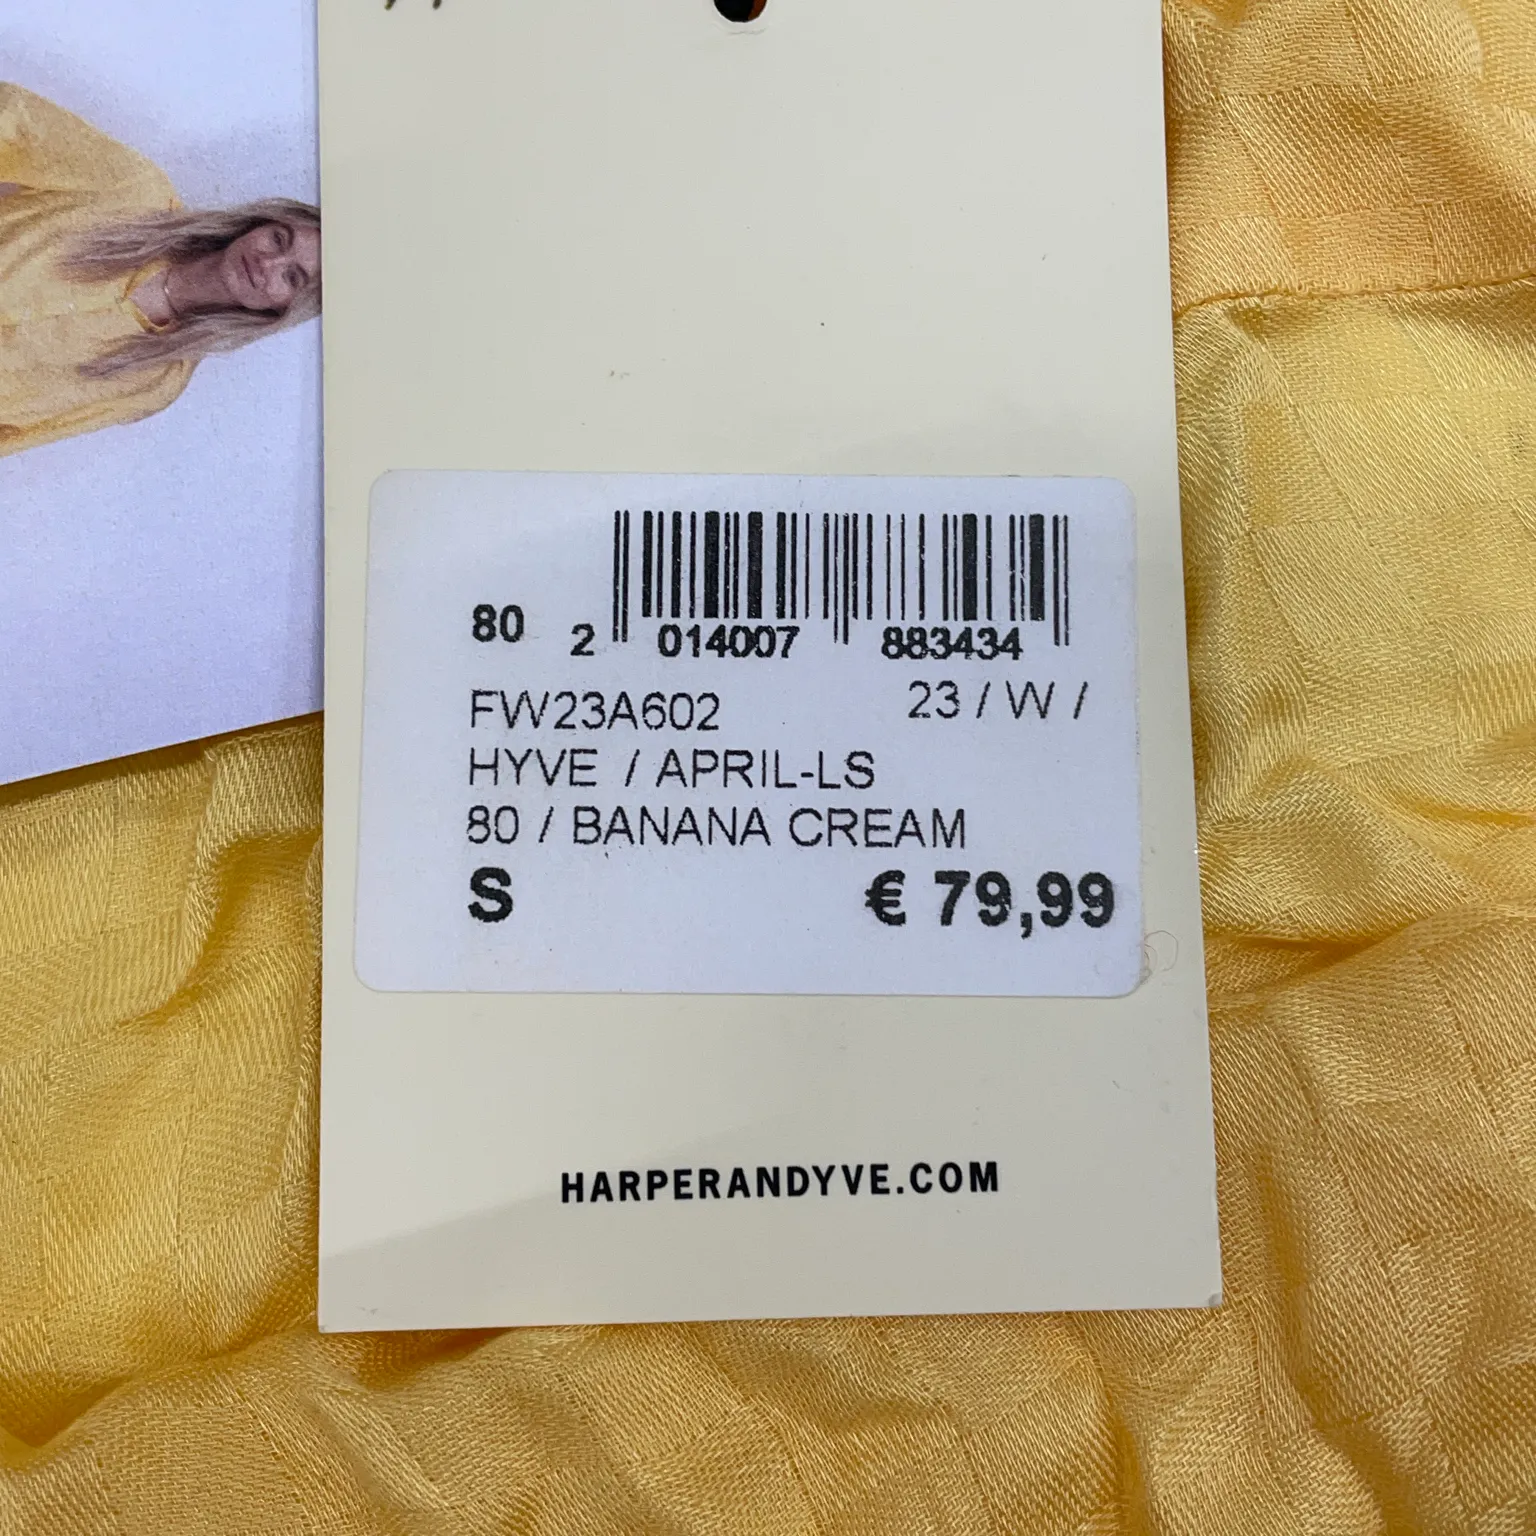 80 2 014007 883434
FW23A602 23 / W /
HYVE / APRIL-LS
80 / BANANA CREAM
S € 79,99
HARPERANDYVE.COM